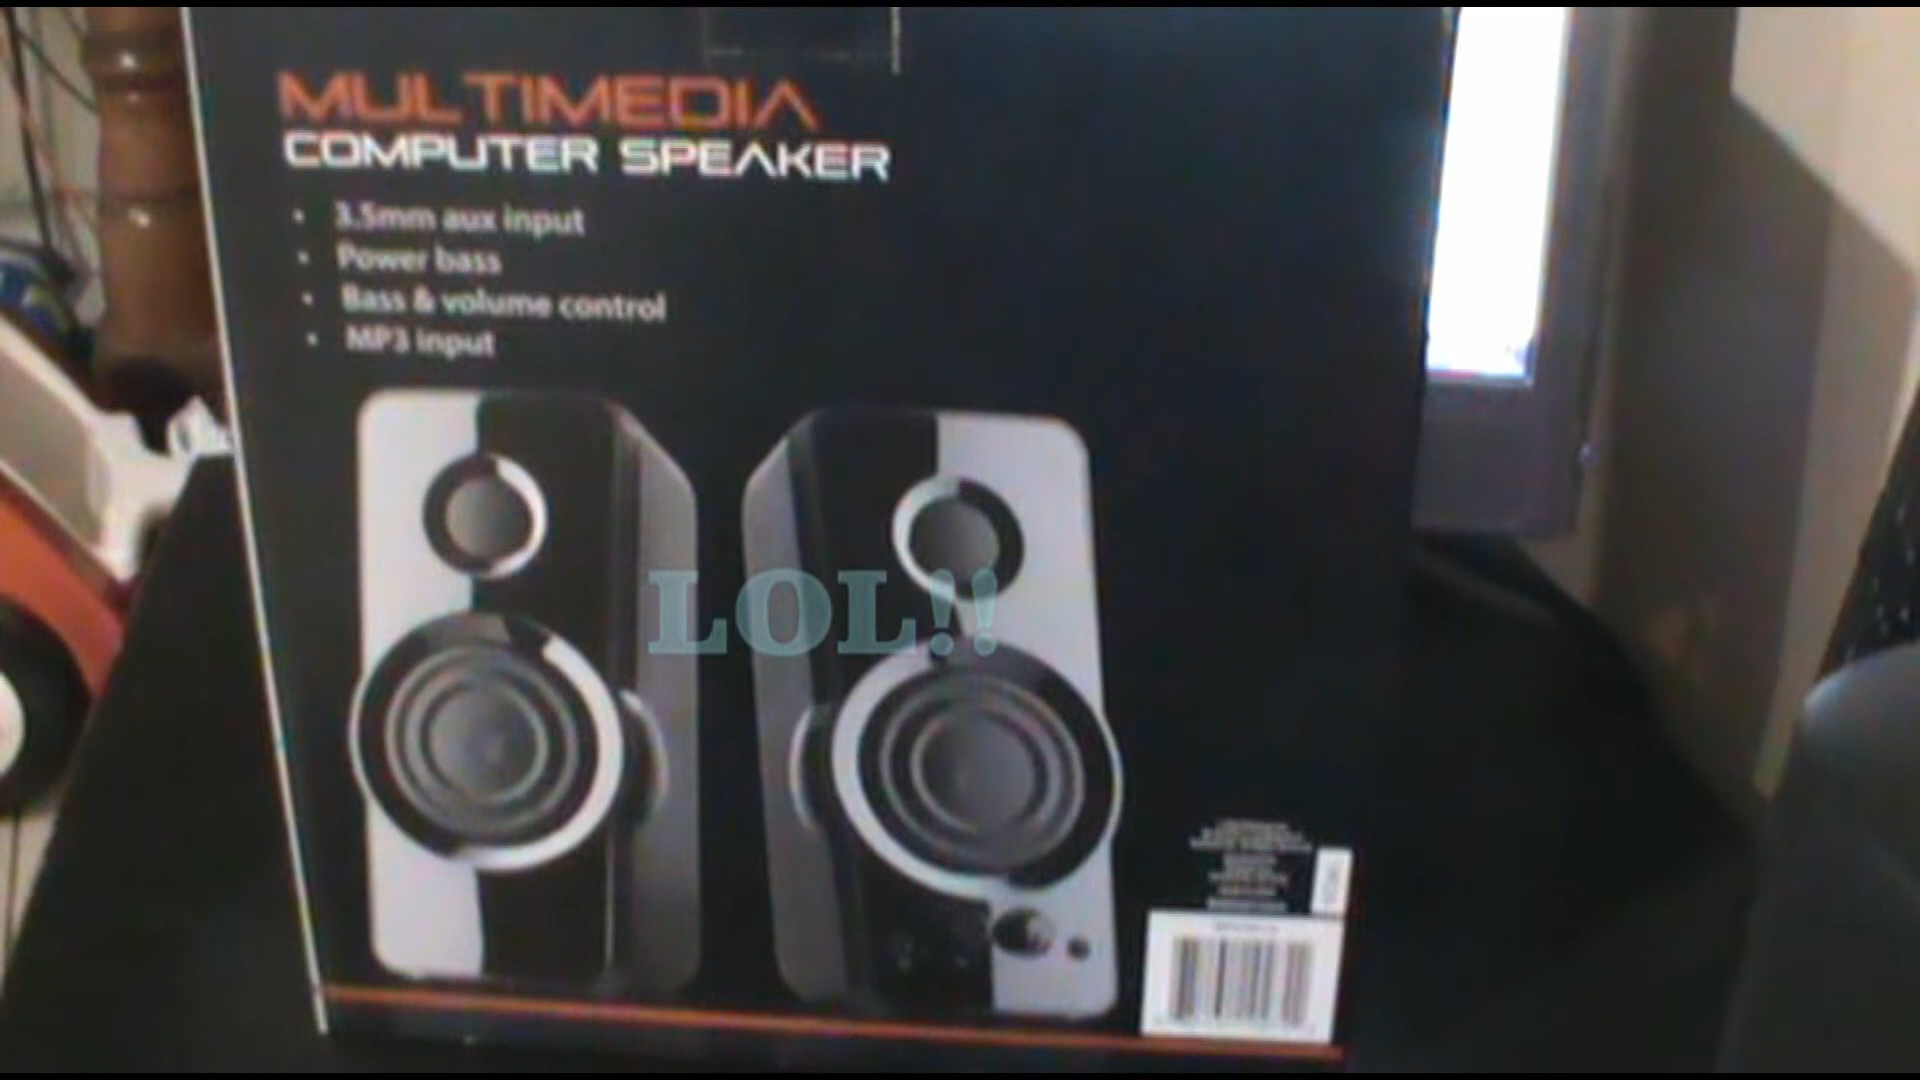 MULTIMEDIA
COMPUTER SPEAKER
• 3.5mm aux input
• Power bass
• Bass & volume control
• MP3 input
LOL!!